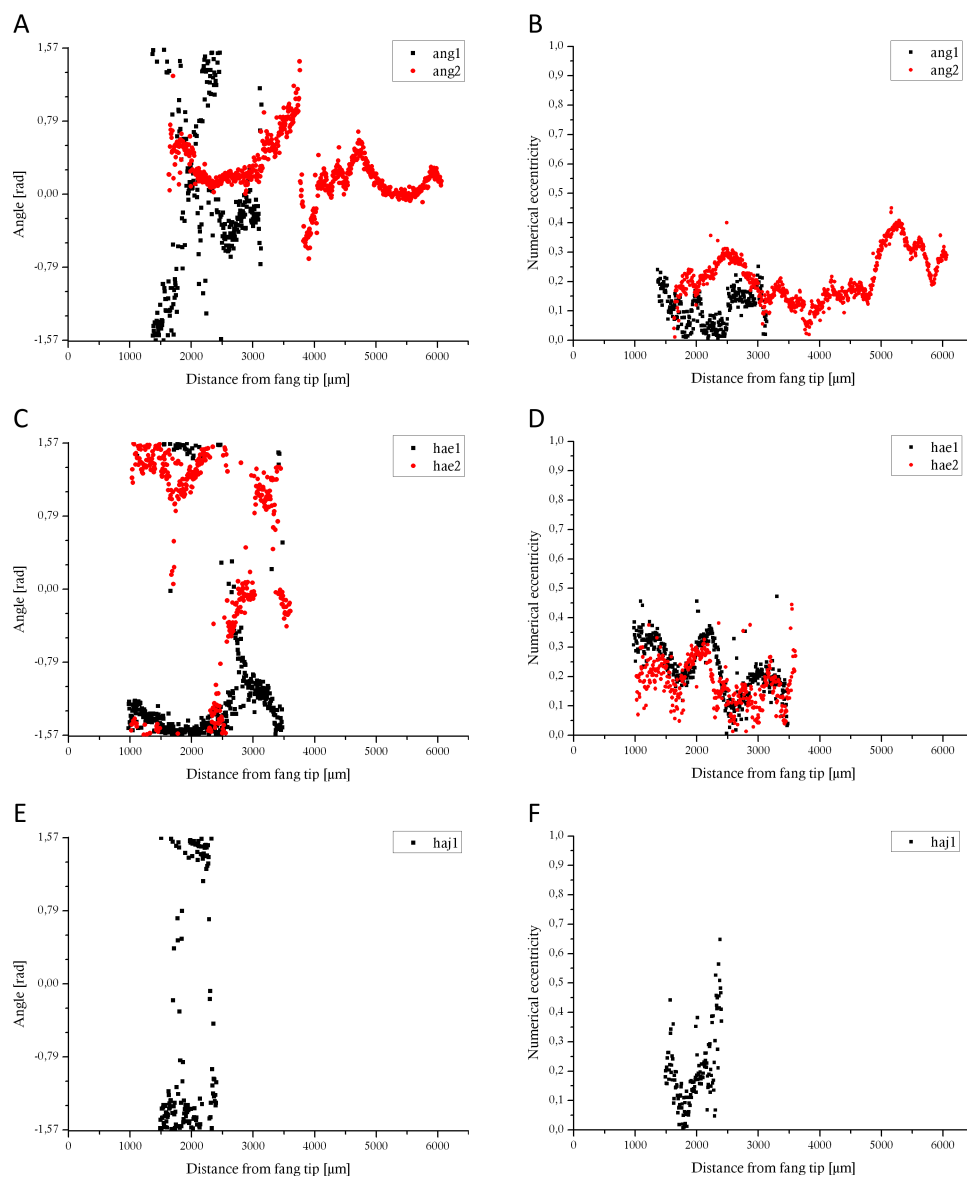 A
1,57
0,79
0,00
-0,79
-1,57
Angle [rad]
0 1000 2000 3000 4000 5000 6000
Distance from fang tip [µm]
ang1
ang2
B
1,0
0,9
0,8
0,7
0,6
0,5
0,4
0,3
0,2
0,1
0,0
Numerical eccentricity
0 1000 2000 3000 4000 5000 6000
Distance from fang tip [µm]
ang1
ang2
C
1,57
0,79
0,00
-0,79
-1,57
Angle [rad]
0 1000 2000 3000 4000 5000 6000
Distance from fang tip [µm]
hae1
hae2
D
1,0
0,9
0,8
0,7
0,6
0,5
0,4
0,3
0,2
0,1
0,0
Numerical eccentricity
0 1000 2000 3000 4000 5000 6000
Distance from fang tip [µm]
hae1
hae2
E
1,57
0,79
0,00
-0,79
-1,57
Angle [rad]
0 1000 2000 3000 4000 5000 6000
Distance from fang tip [µm]
haj1
F
1,0
0,9
0,8
0,7
0,6
0,5
0,4
0,3
0,2
0,1
0,0
Numerical eccentricity
0 1000 2000 3000 4000 5000 6000
Distance from fang tip [µm]
haj1